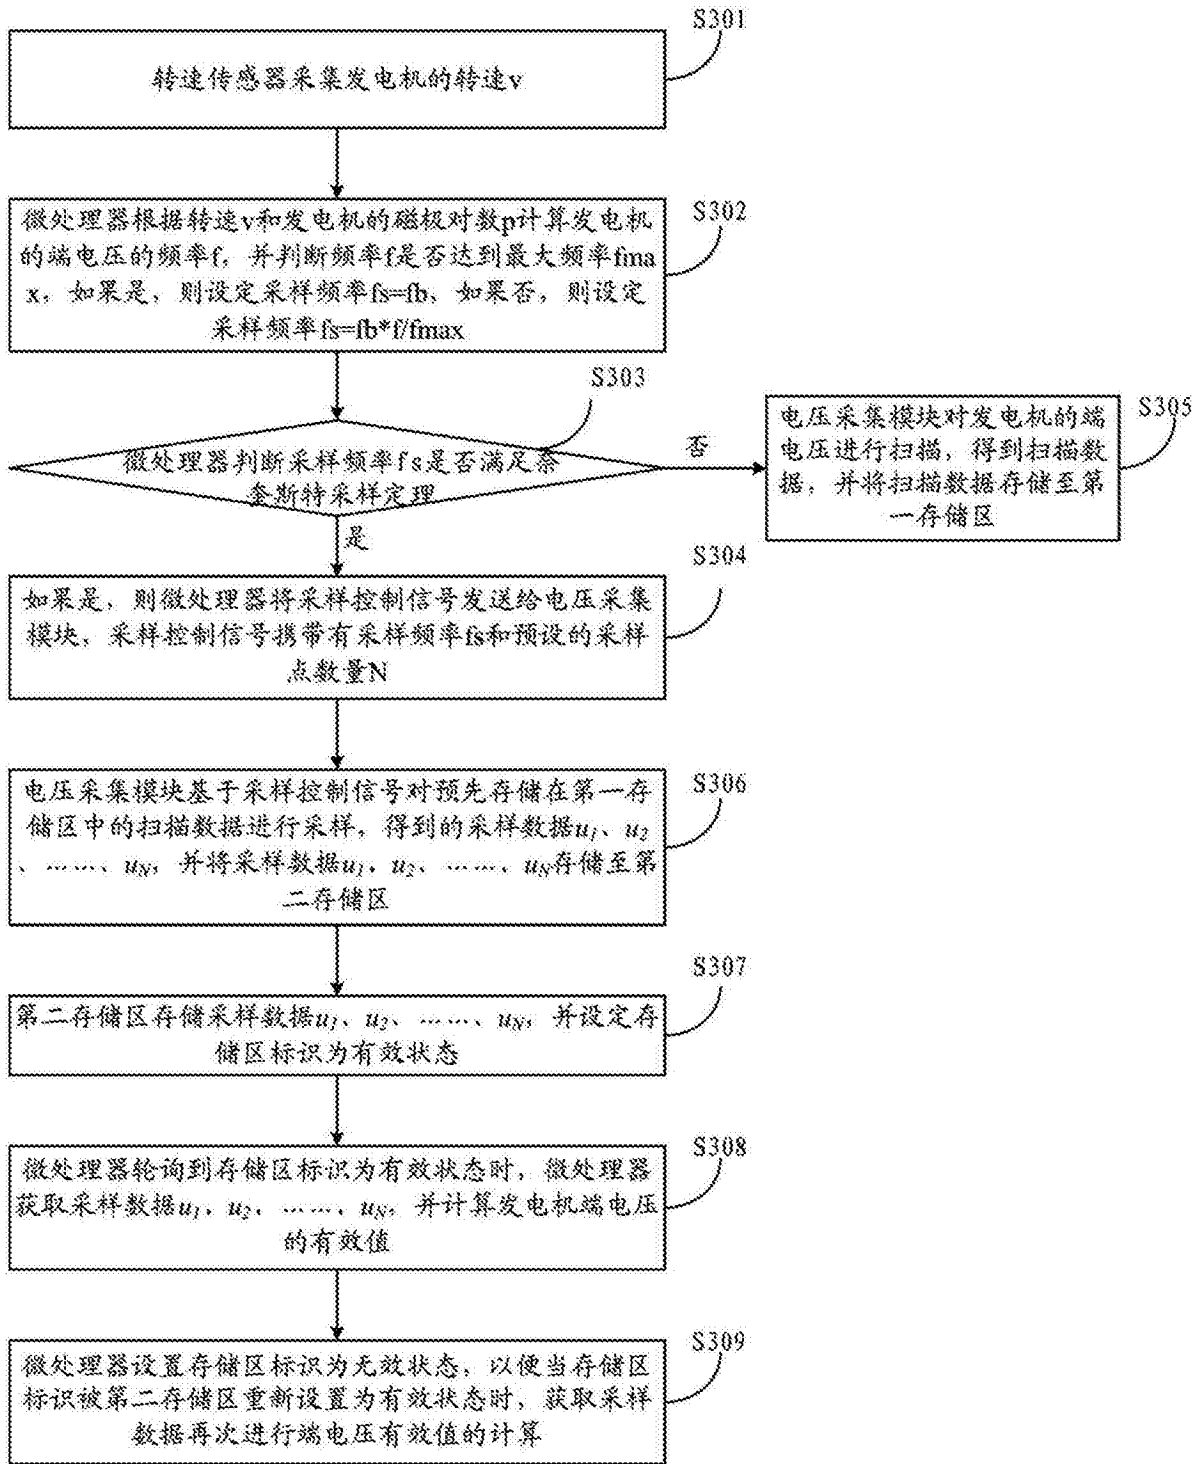 S301
转速传感器采集发电机的转速v
S302
微处理器根据转速v和发电机的磁极对数p计算发电机
的端电压的频率f，并判断频率f是否达到最大频率fma
x，如果是，则设定采样频率fs=fb、如果否，则设定
采样频率fs=fb*f/fmax
S303
微处理器判断采样频率fs是否满足奈
奎斯特采样定理
否
是
S305
电压采集模块对发电机的端
电压进行扫描，得到扫描数
据，并将扫描数据存储至第
一存储区
S304
如果是，则微处理器将采样控制信号发送给电压采集
模块，采样控制信号携带有采样频率fs和预设的采样
点数量N
S306
电压采集模块基于采样控制信号对预先存储在第一存
储区中的扫描数据进行采样，得到的采样数据u1、u2
、……、uN，并将采样数据u1、u2、……、uN存储至第
二存储区
S307
第二存储区存储采样数据u1、u2、……、uN，并设定存
储区标识为有效状态
S308
微处理器轮询到存储区标识为有效状态时，微处理器
获取采样数据u1、u2、……、uN，并计算发电机端电压
的有效值
S309
微处理器设置存储区标识为无效状态，以便当存储区
标识被第二存储区重新设置为有效状态时，获取采样
数据再次进行端电压有效值的计算